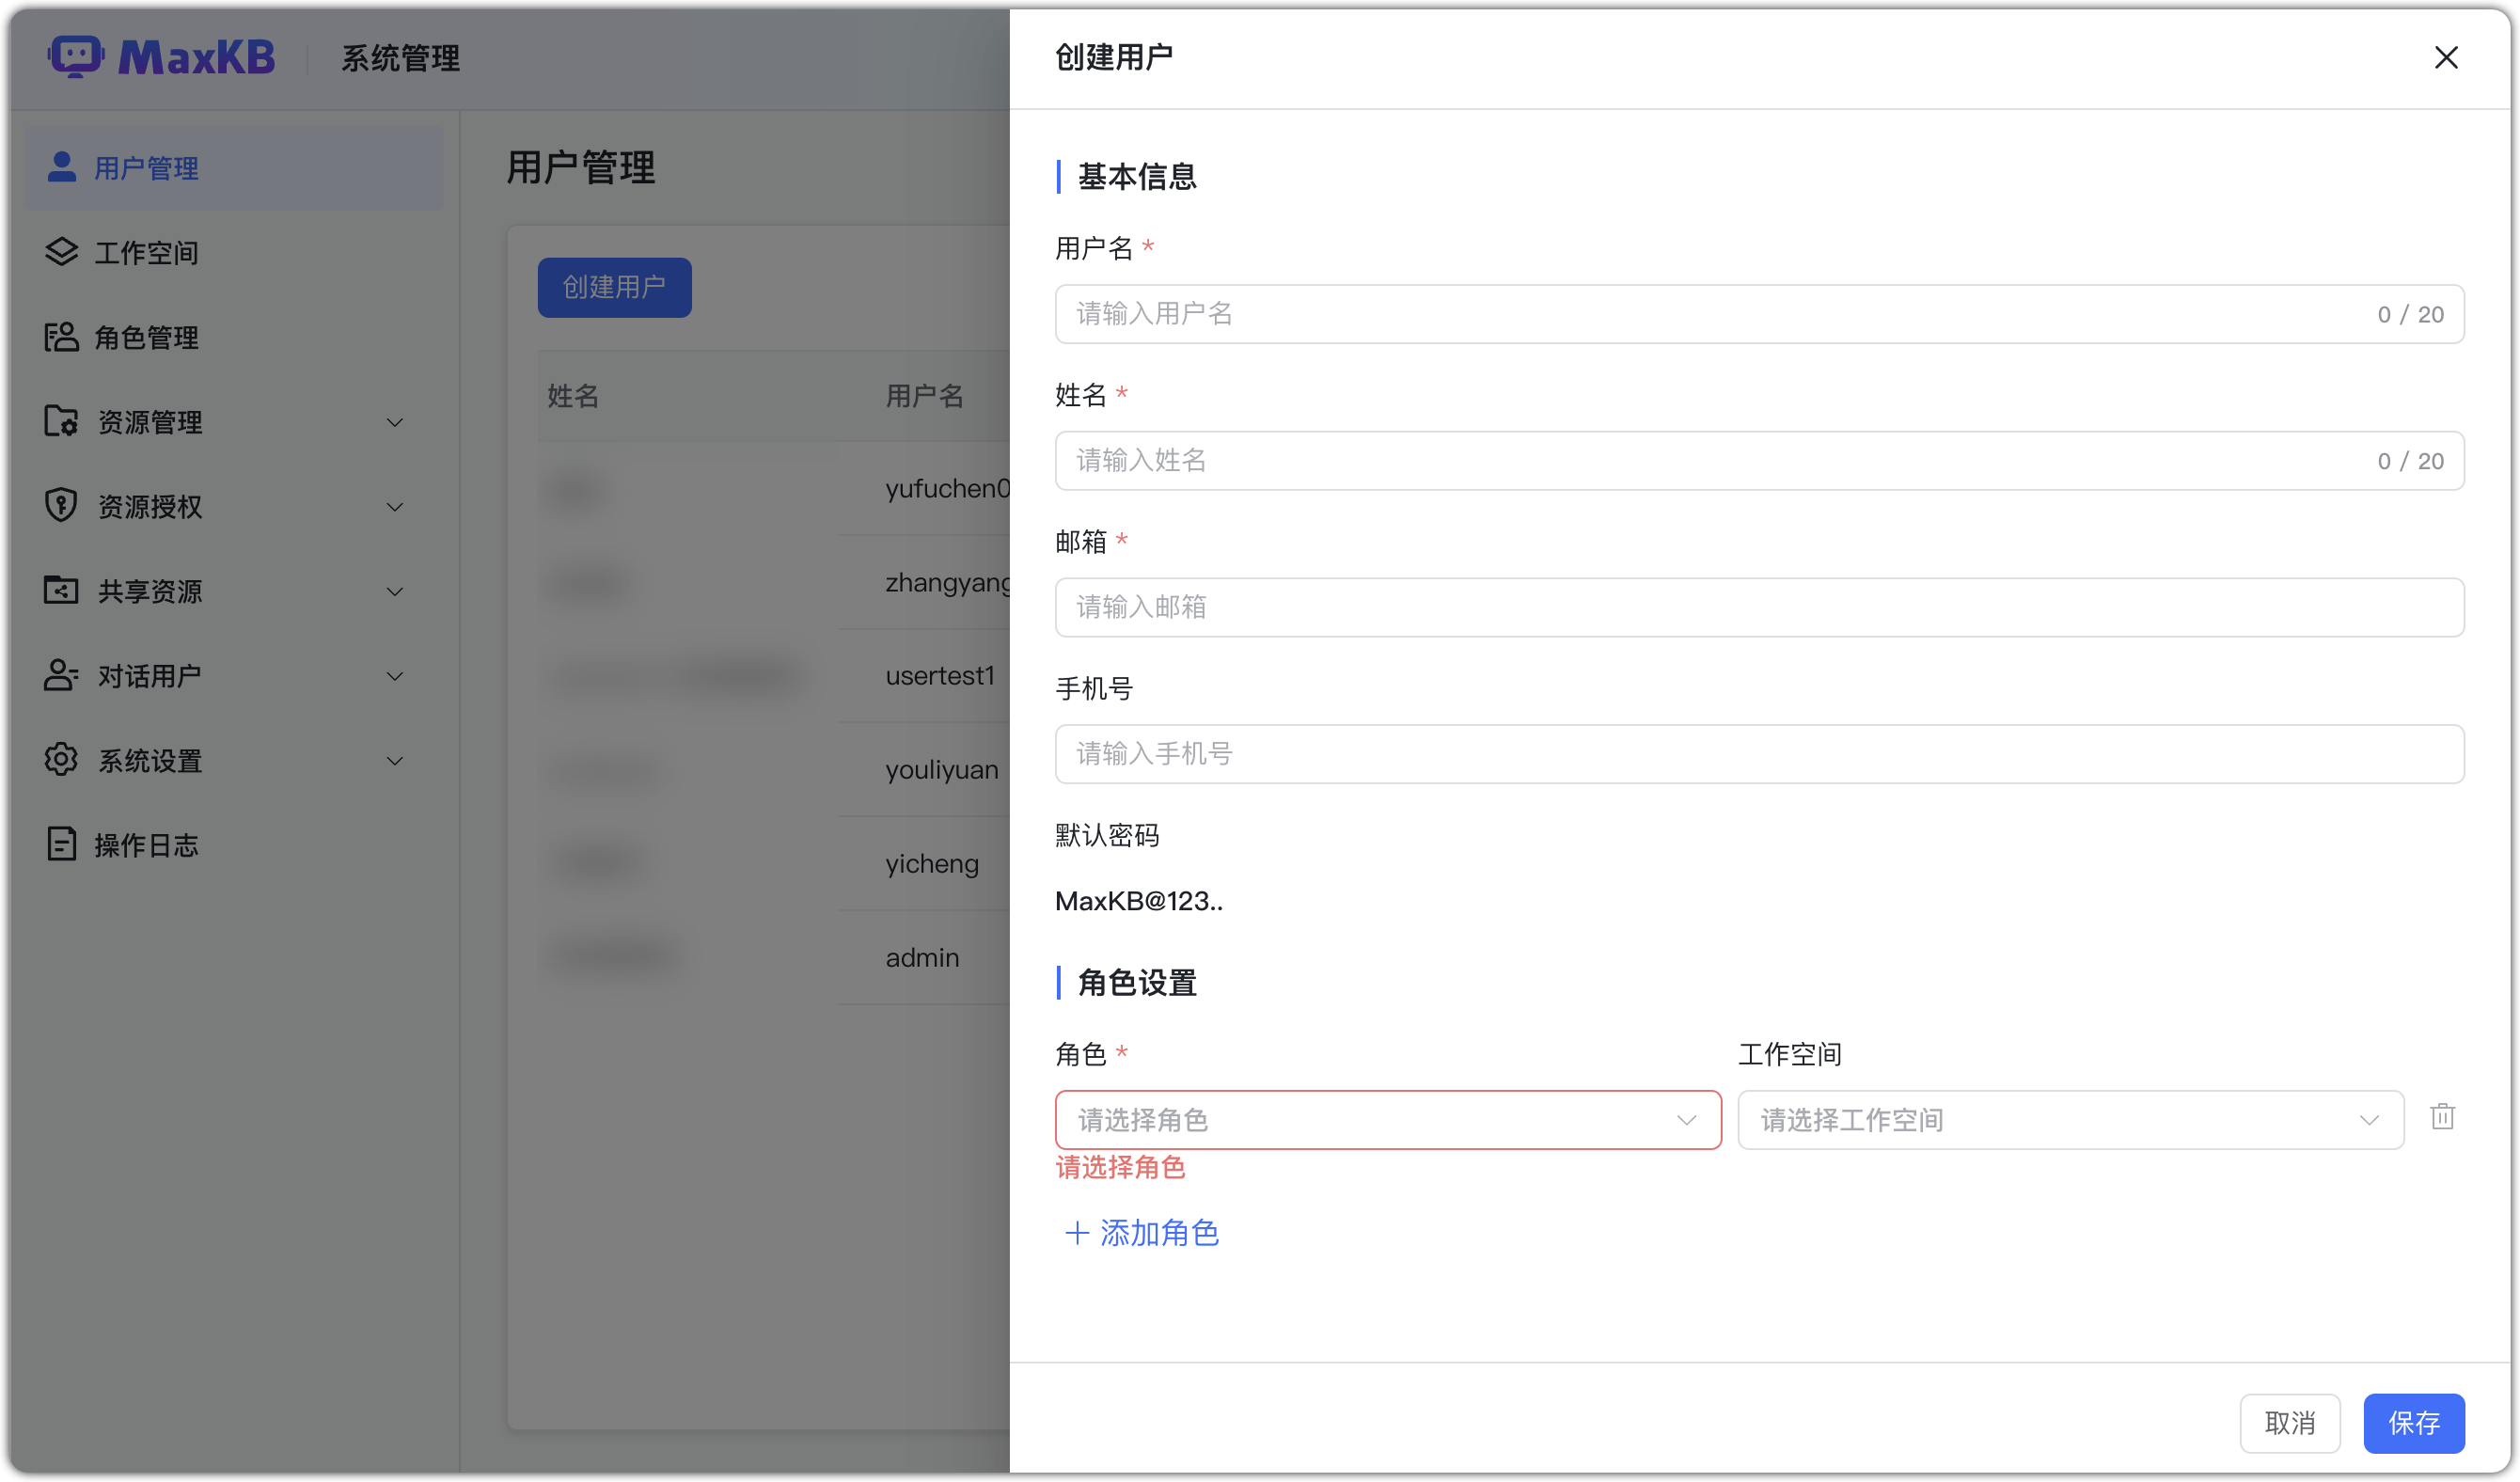 MaxKB
系统管理
用户管理
工作空间
角色管理
资源管理
资源授权
共享资源
对话用户
系统设置
操作日志
用户管理
创建用户
姓名 用户名
yufuchen0
zhangyang
usertest1
youliyuan
yicheng
admin
创建用户
基本信息
用户名 *
请输入用户名 0 / 20
姓名 *
请输入姓名 0 / 20
邮箱 *
请输入邮箱
手机号
请输入手机号
默认密码
MaxKB@123..
角色设置
角色 * 工作空间
请选择角色 请选择工作空间
请选择角色
添加角色
取消 保存